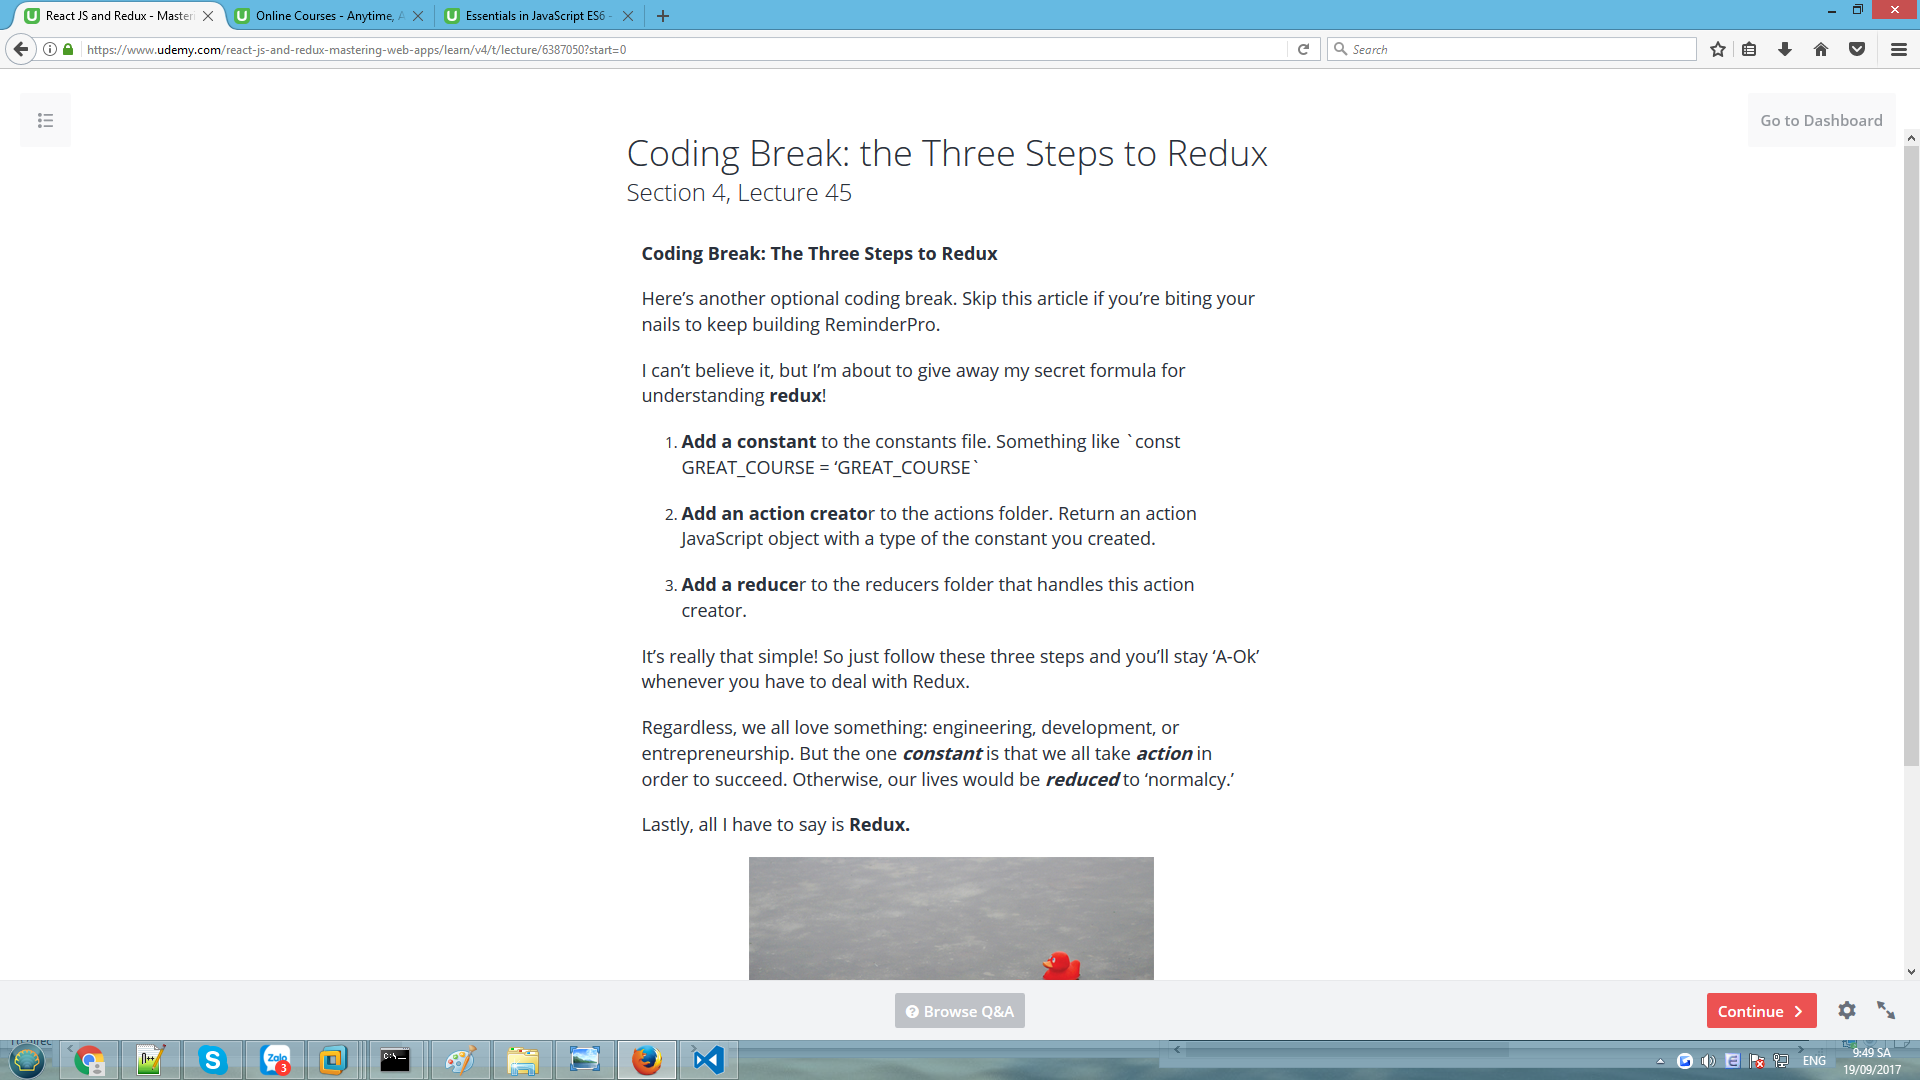 React JS and Redux - Master
Online Courses - Anytime, A
Essentials in JavaScript ES6 -
https://www.udemy.com/react-js-and-redux-mastering-web-apps/learn/v4/t/lecture/6387050?start=0
Search
Go to Dashboard
Coding Break: the Three Steps to Redux
Section 4, Lecture 45
Coding Break: The Three Steps to Redux
Here’s another optional coding break. Skip this article if you’re biting your
nails to keep building ReminderPro.
I can’t believe it, but I’m about to give away my secret formula for
understanding redux!
1. Add a constant to the constants file. Something like `const
GREAT_COURSE = ‘GREAT_COURSE`
2. Add an action creator to the actions folder. Return an action
JavaScript object with a type of the constant you created.
3. Add a reducer to the reducers folder that handles this action
creator.
It’s really that simple! So just follow these three steps and you’ll stay ‘A-Ok’
whenever you have to deal with Redux.
Regardless, we all love something: engineering, development, or
entrepreneurship. But the one constant is that we all take action in
order to succeed. Otherwise, our lives would be reduced to ‘normalcy.’
Lastly, all I have to say is Redux.
Browse Q&A
Continue
Zalo
3
C:\.
ENG
9:49 SA
19/09/2017